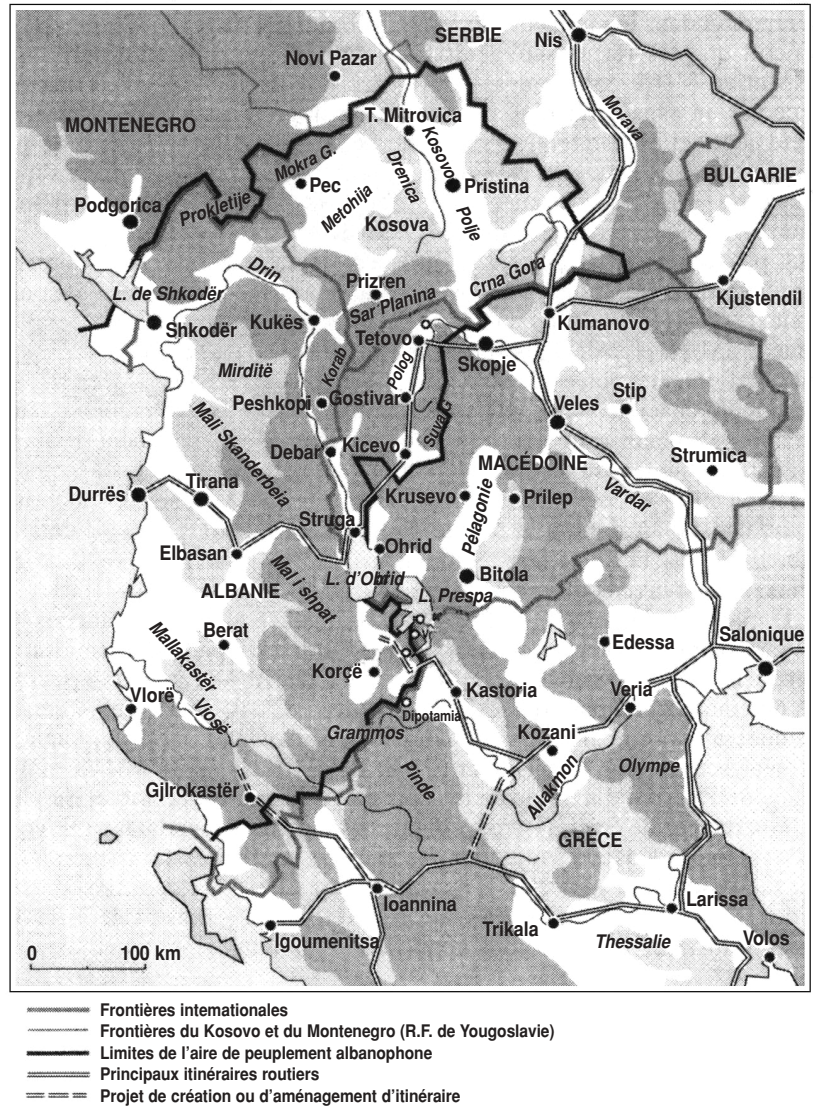 SERBIE
Nis
Novi Pazar
MONTENEGRO
T. Mitrovica
Morava
Kosovo
Polje
Mokra G.
Drenica
BULGARIE
Pec
Pristina
Prokletije
Metohija
Podgorica
Kosova
Drin
Crna Gora
Prizren
L. de Shkodër
Sar Planina
Kjustendil
Shkodër
Kukës
Kumanovo
Tetovo
Skopje
Mirditë
Korab
Polog
Peshkopi
Gostivar
Suva G
Stip
Veles
Mali Skanderbeia
Debar
Kicevo
MACÉDOINE
Strumica
Tirana
Durrës
Krusevo
Prilep
Vardar
Pélagonie
Struga
Elbasan
Ohrid
Mal i shpat
L. d'Ohrid
Bitola
ALBANIE
L. Prespa
Berat
Edessa
Salonique
Mallakastër
Korçë
Kastoria
Veria
Vlorë
Vjosë
Dipotamia
Grammos
Kozani
Pinde
Allakmon
Olympe
Gjlrokastër
GRÉCE
Ioannina
Larissa
Igoumenitsa
Trikala
Thessalie
Volos
0 100 km
Frontières intemationales
Frontières du Kosovo et du Montenegro (R.F. de Yougoslavie)
Limites de l'aire de peuplement albanophone
Principaux itinéraires routiers
Projet de création ou d'aménagement d'itinéraire